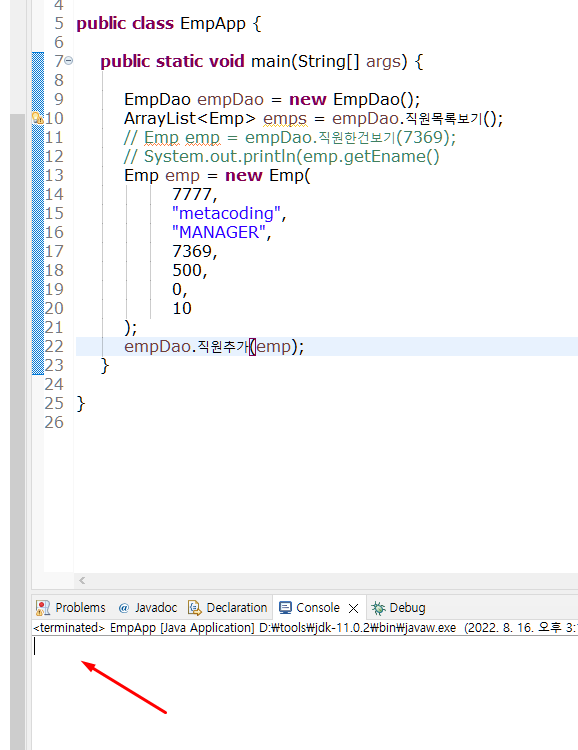 4
5 public class EmpApp {
6
7 public static void main(String[] args) {
8
9 EmpDao empDao = new EmpDao();
10 ArrayList<Emp> emps = empDao.직원목록보기();
11 // Emp emp = empDao.직원한건보기(7369);
12 // System.out.println(emp.getEname()
13 Emp emp = new Emp(
14 7777,
15 "metacoding",
16 "MANAGER",
17 7369,
18 500,
19 0,
20 10
21 );
22 empDao.직원추가(emp);
23 }
24
25 }
26
Problems @ Javadoc Declaration Console Debug
<terminated> EmpApp [Java Application] D:₩tools₩jdk-11.0.2₩bin₩javaw.exe (2022. 8. 16. 오후 3: